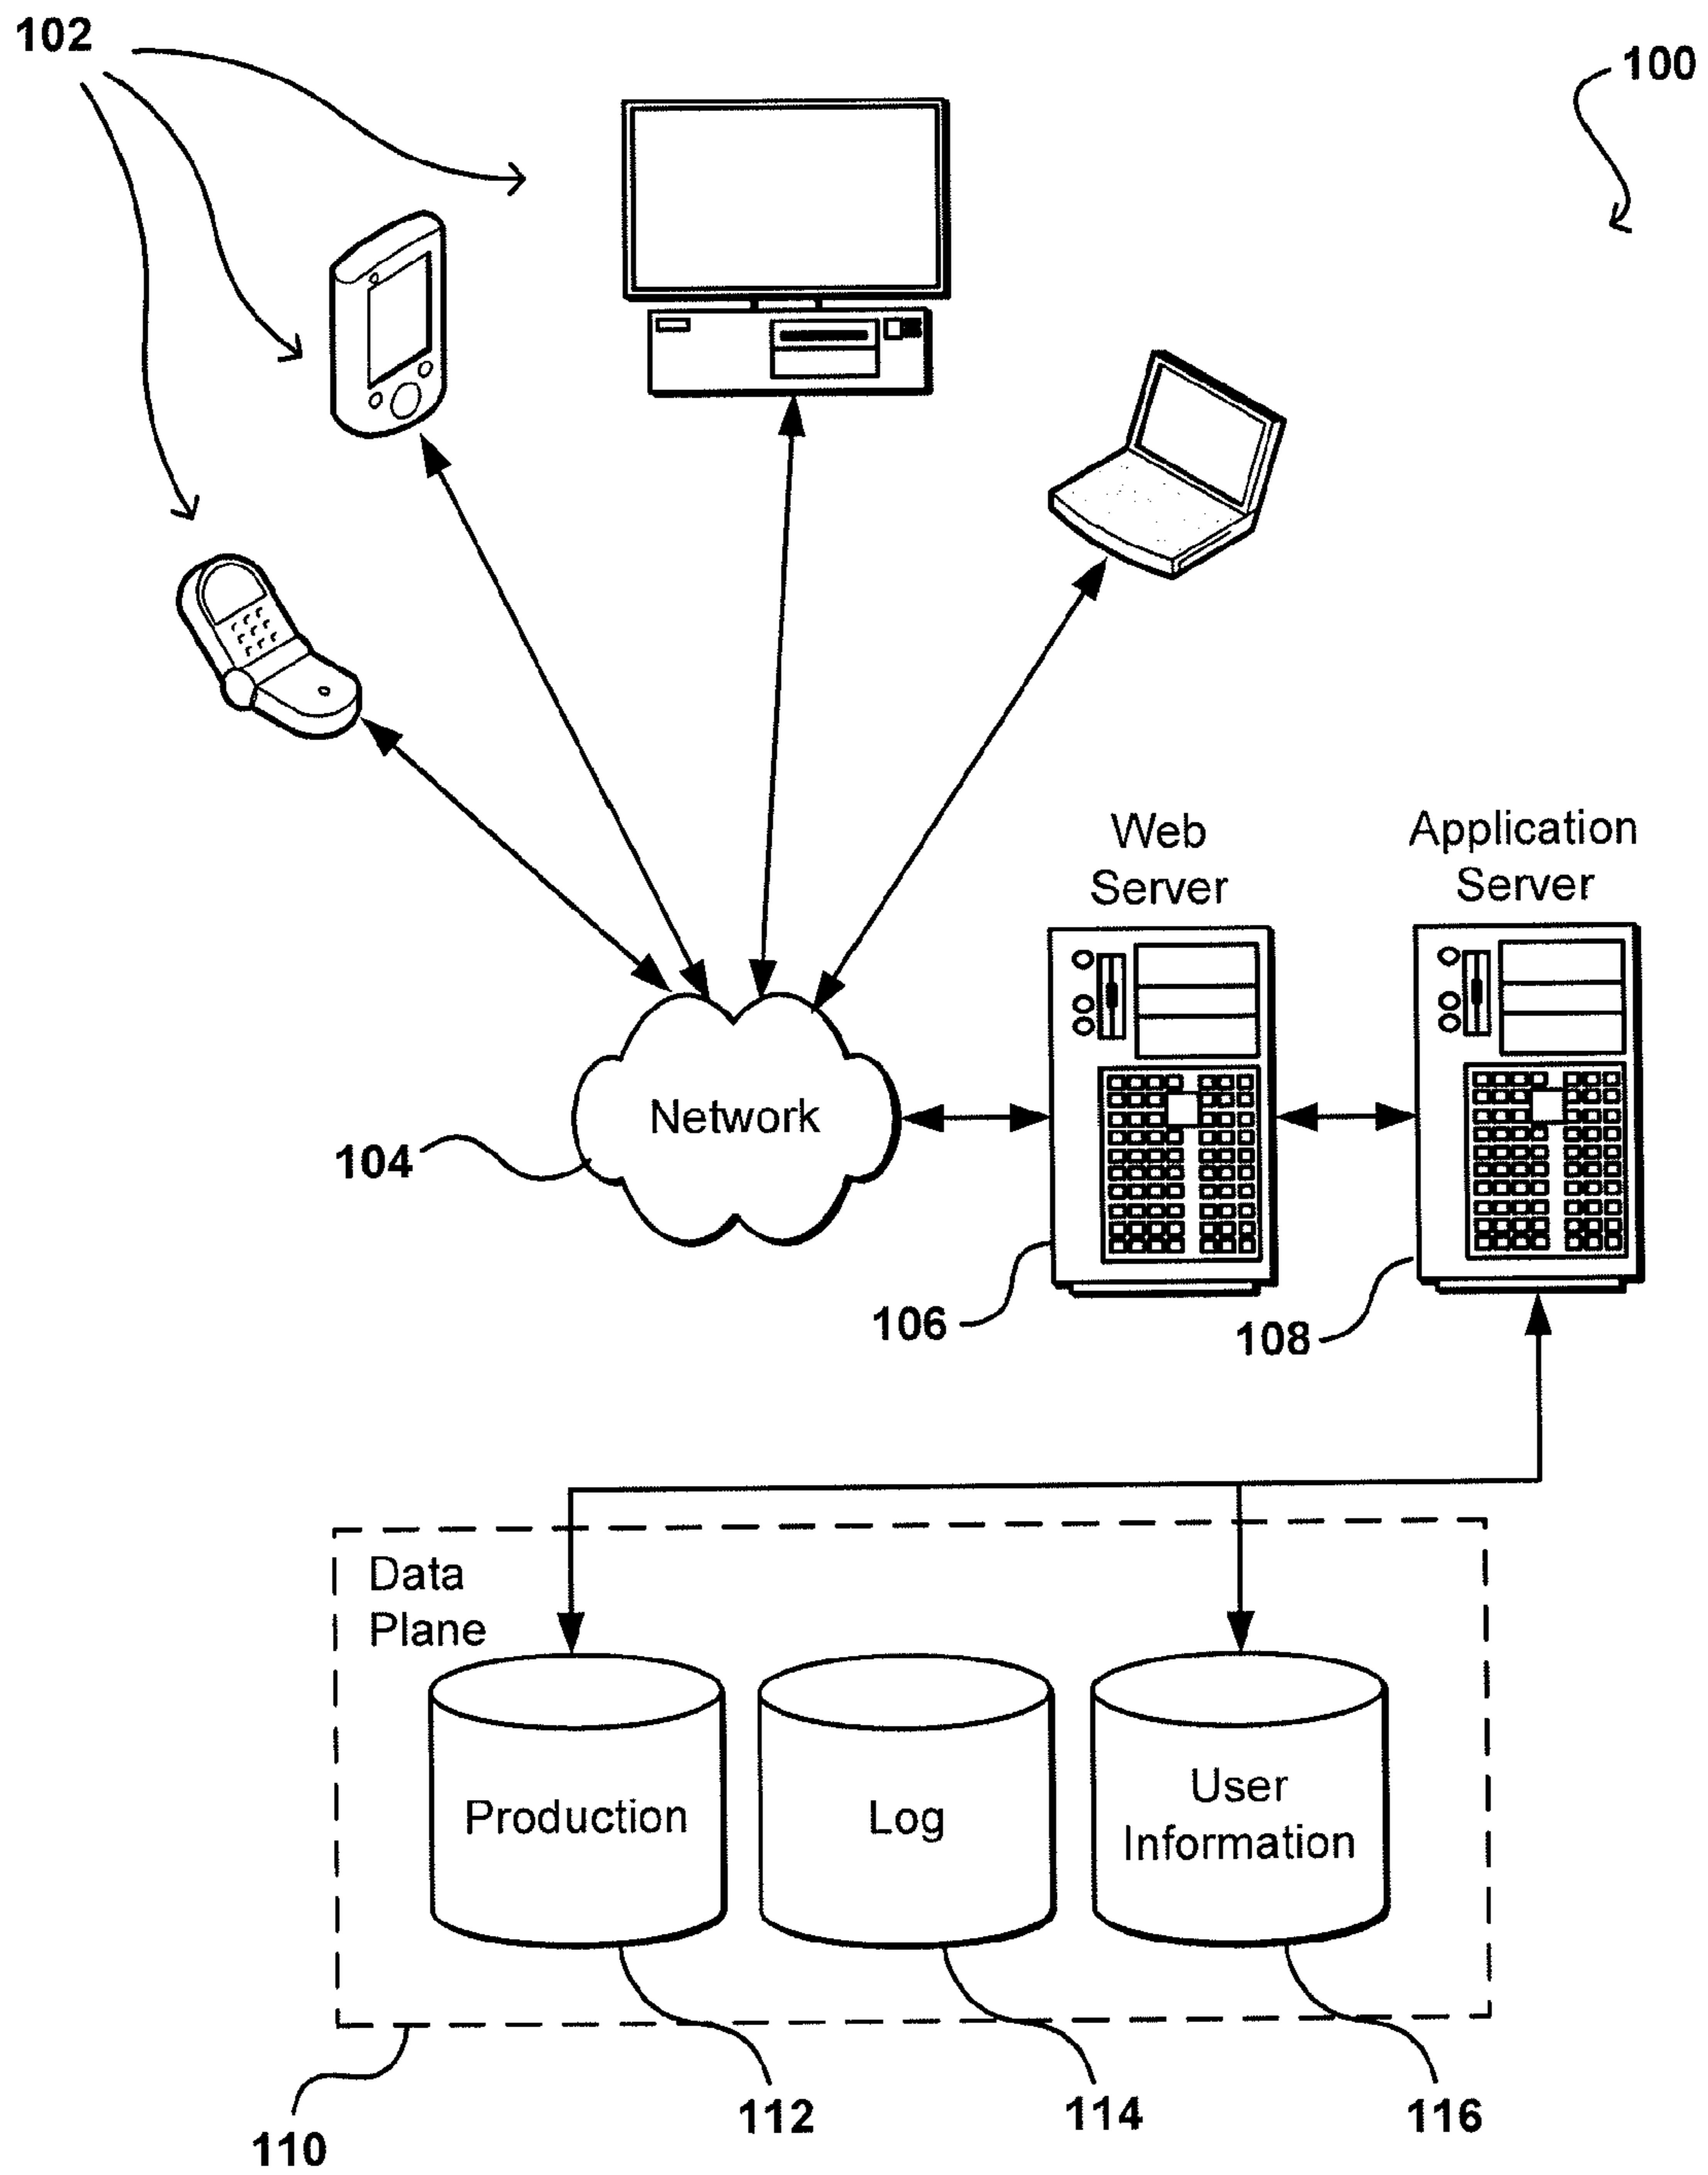 102
100
Web
Server
Application
Server
Network
104
106
108
Data
Plane
Production
Log
User
Information
110
112
114
116